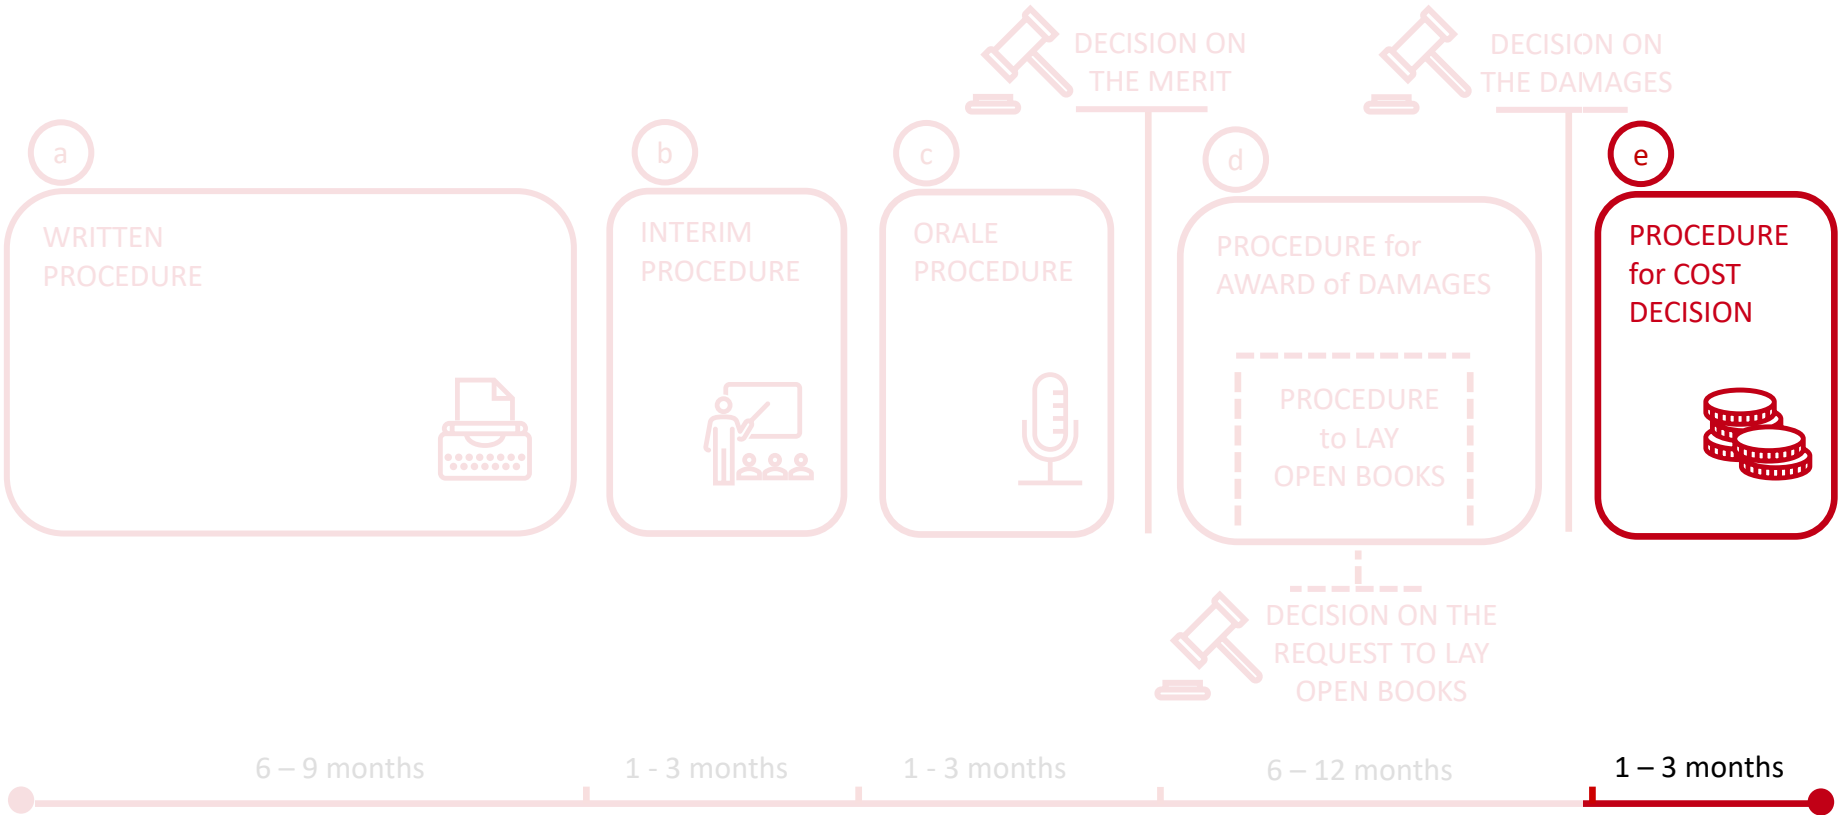 DECISION ON
THE MERIT
DECISION ON
THE DAMAGES
a
b
c
d
e
WRITTEN
PROCEDURE
INTERIM
PROCEDURE
ORALE
PROCEDURE
PROCEDURE for
AWARD of DAMAGES
PROCEDURE
to LAY
OPEN BOOKS
PROCEDURE
for COST
DECISION
DECISION ON THE
REQUEST TO LAY
OPEN BOOKS
6 – 9 months
1 - 3 months
1 - 3 months
6 – 12 months
1 – 3 months